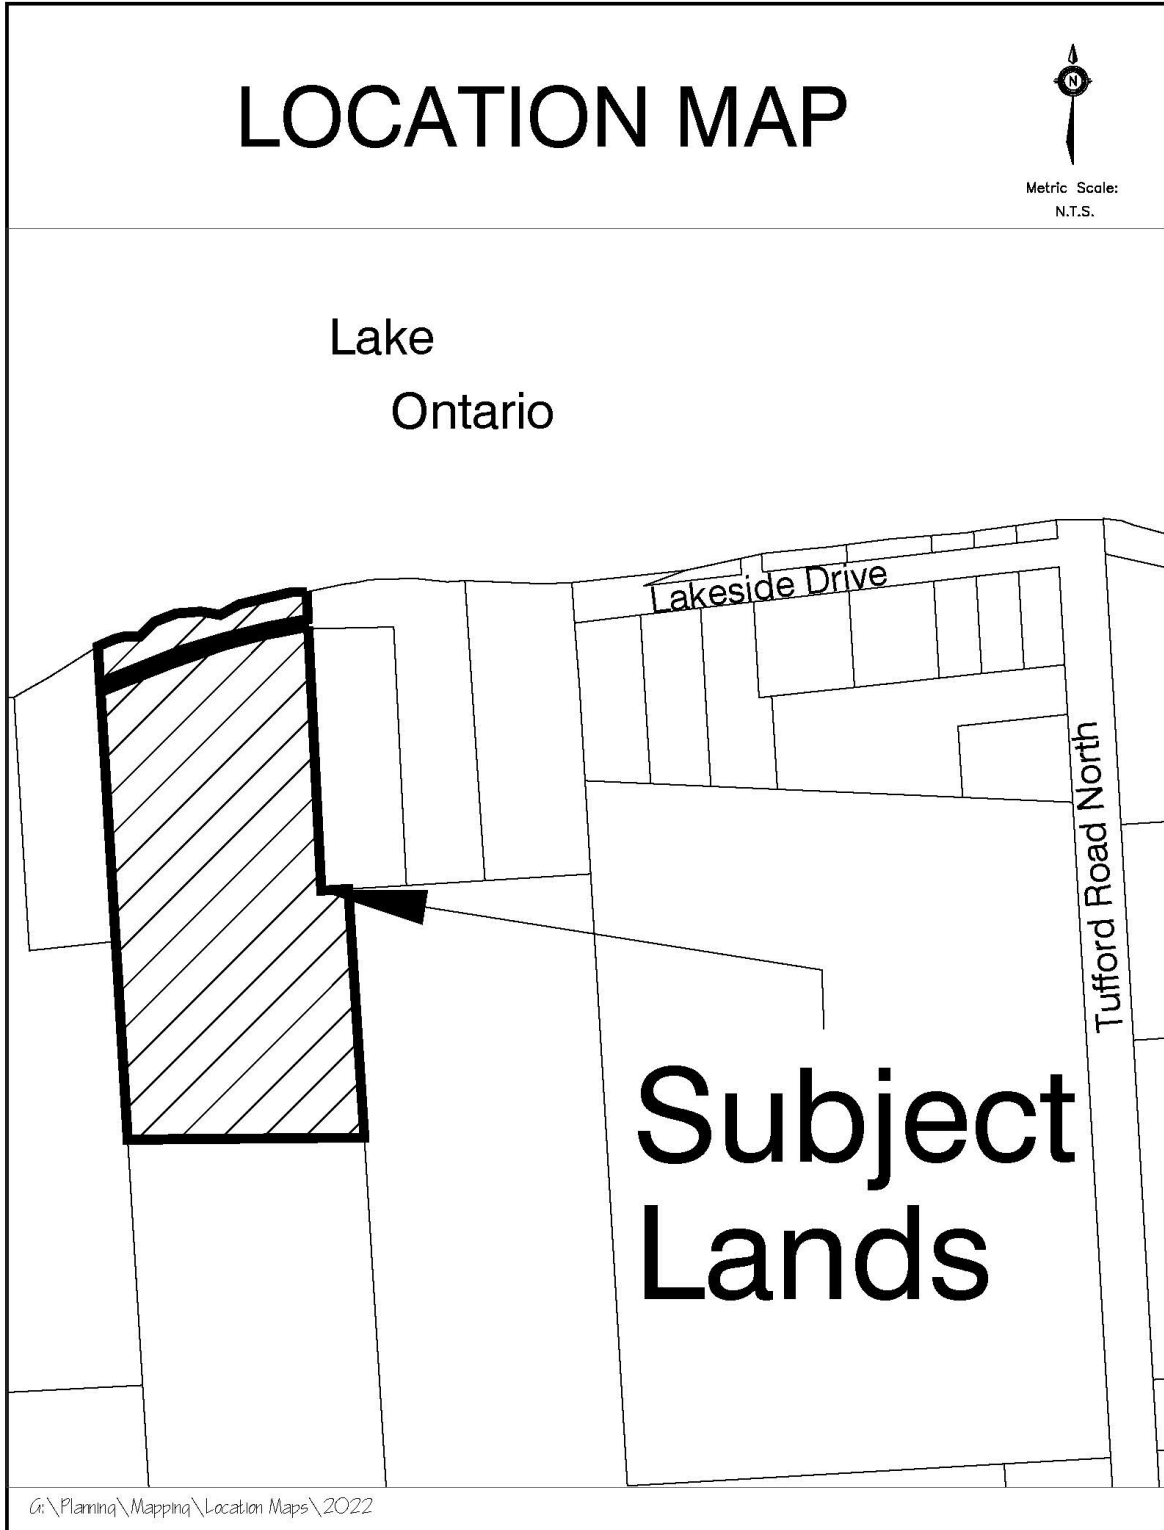 LOCATION MAP
N
Metric Scale:
N.T.S.
Lake
Ontario
Lakeside Drive
Tufford Road North
Subject
Lands
G:\Planning\Mapping\Location Maps\2022